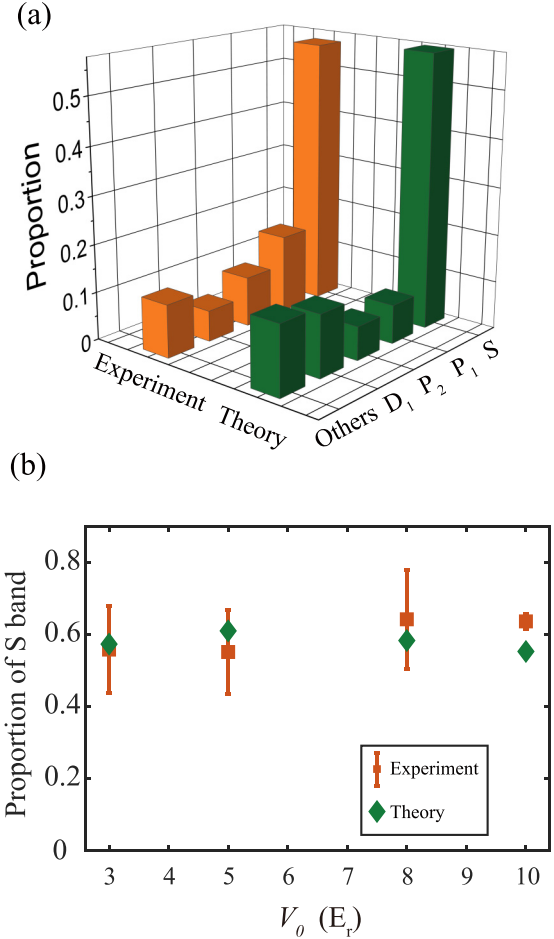 (a)
Proportion
0.5
0.4
0.3
0.2
0.1
0
Experiment Theory
Others D1 P2 P1 S
(b)
Proportion of S band
0.8
0.6
0.4
0.2
0
Experiment
Theory
3 4 5 6 7 8 9 10
V0 (Er)